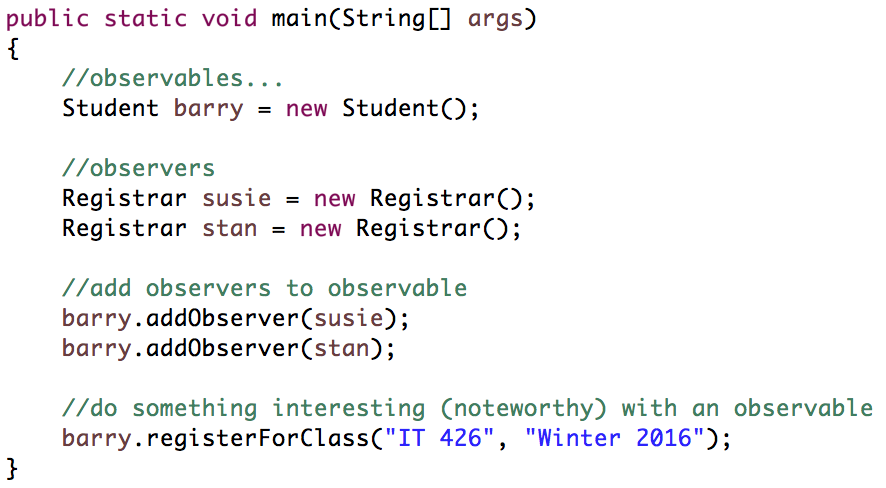 public static void main(String[] args)
{
    //observables...
    Student barry = new Student();

    //observers
    Registrar susie = new Registrar();
    Registrar stan = new Registrar();

    //add observers to observable
    barry.addObserver(susie);
    barry.addObserver(stan);

    //do something interesting (noteworthy) with an observable
    barry.registerForClass("IT 426", "Winter 2016");
}